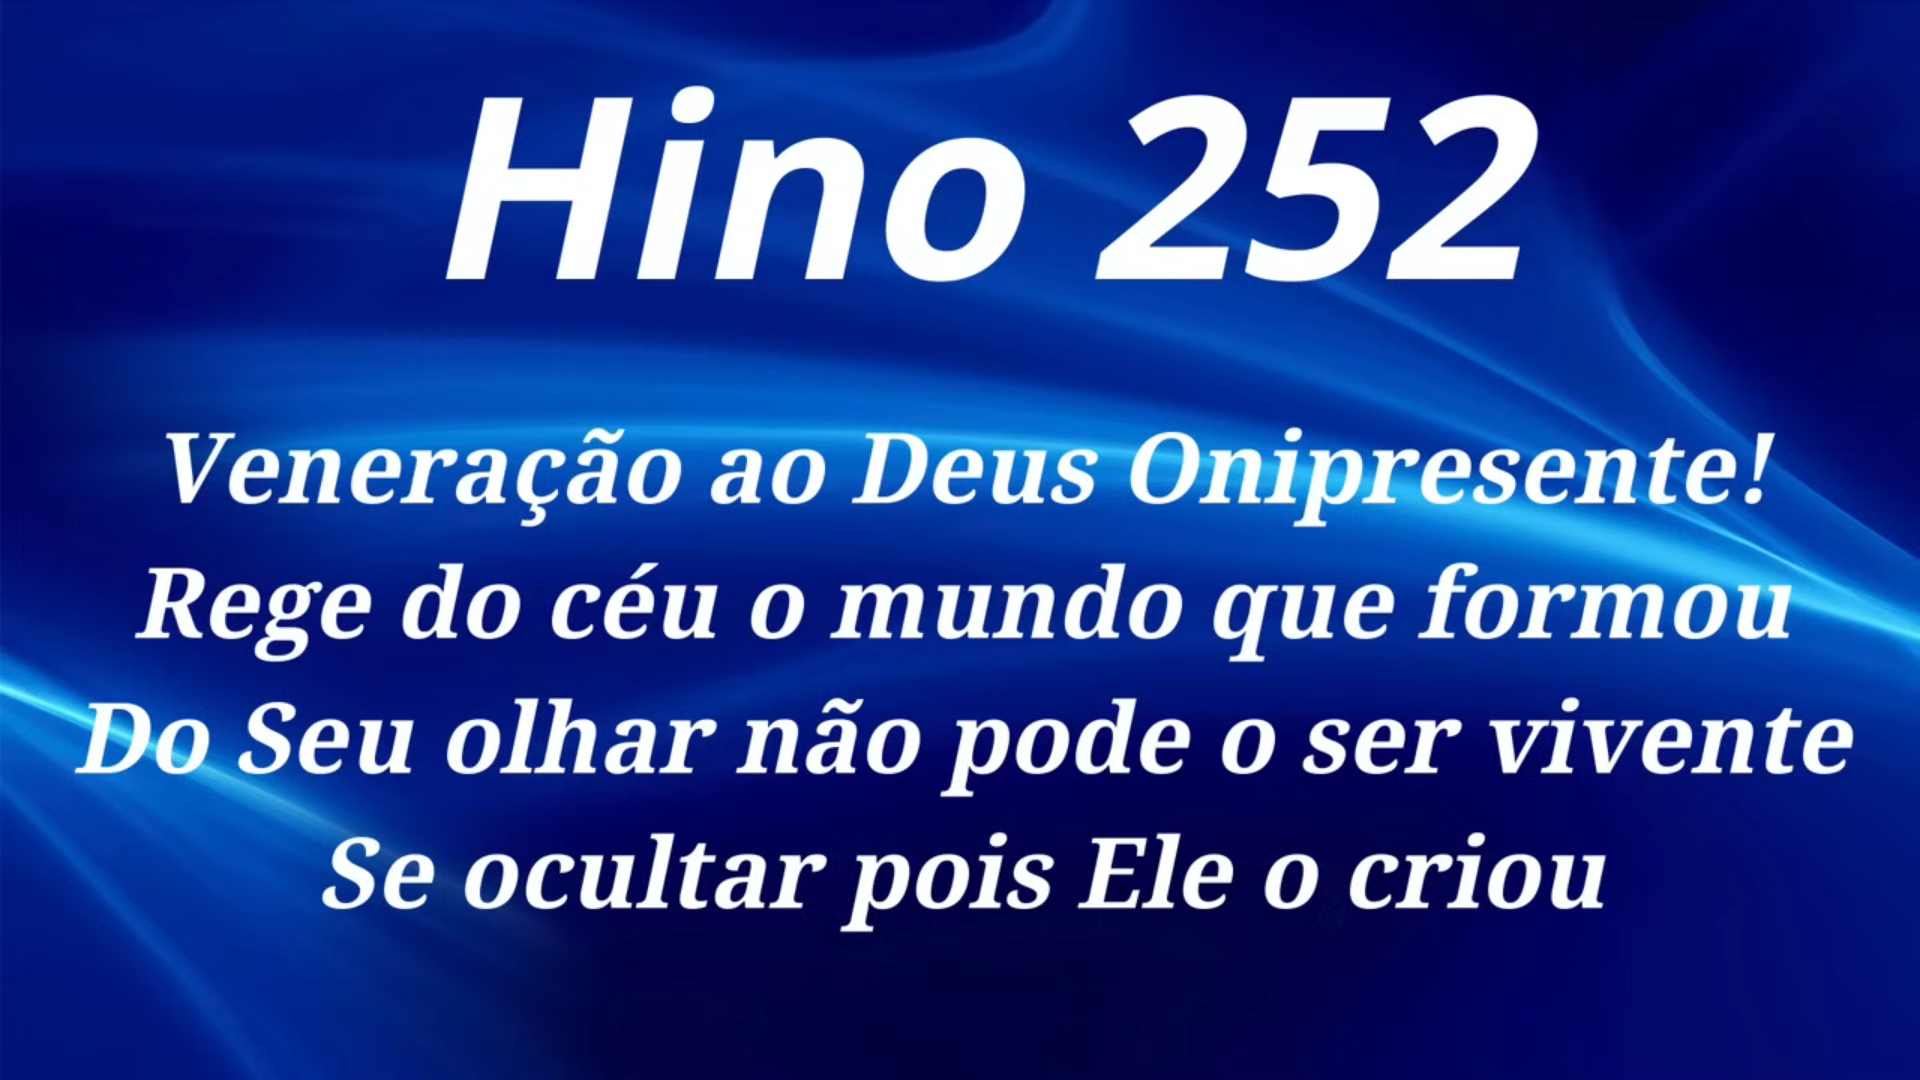 Hino 252
Veneração ao Deus Onipresente!
Rege do céu o mundo que formou
Do Seu olhar não pode o ser vivente
Se ocultar pois Ele o criou